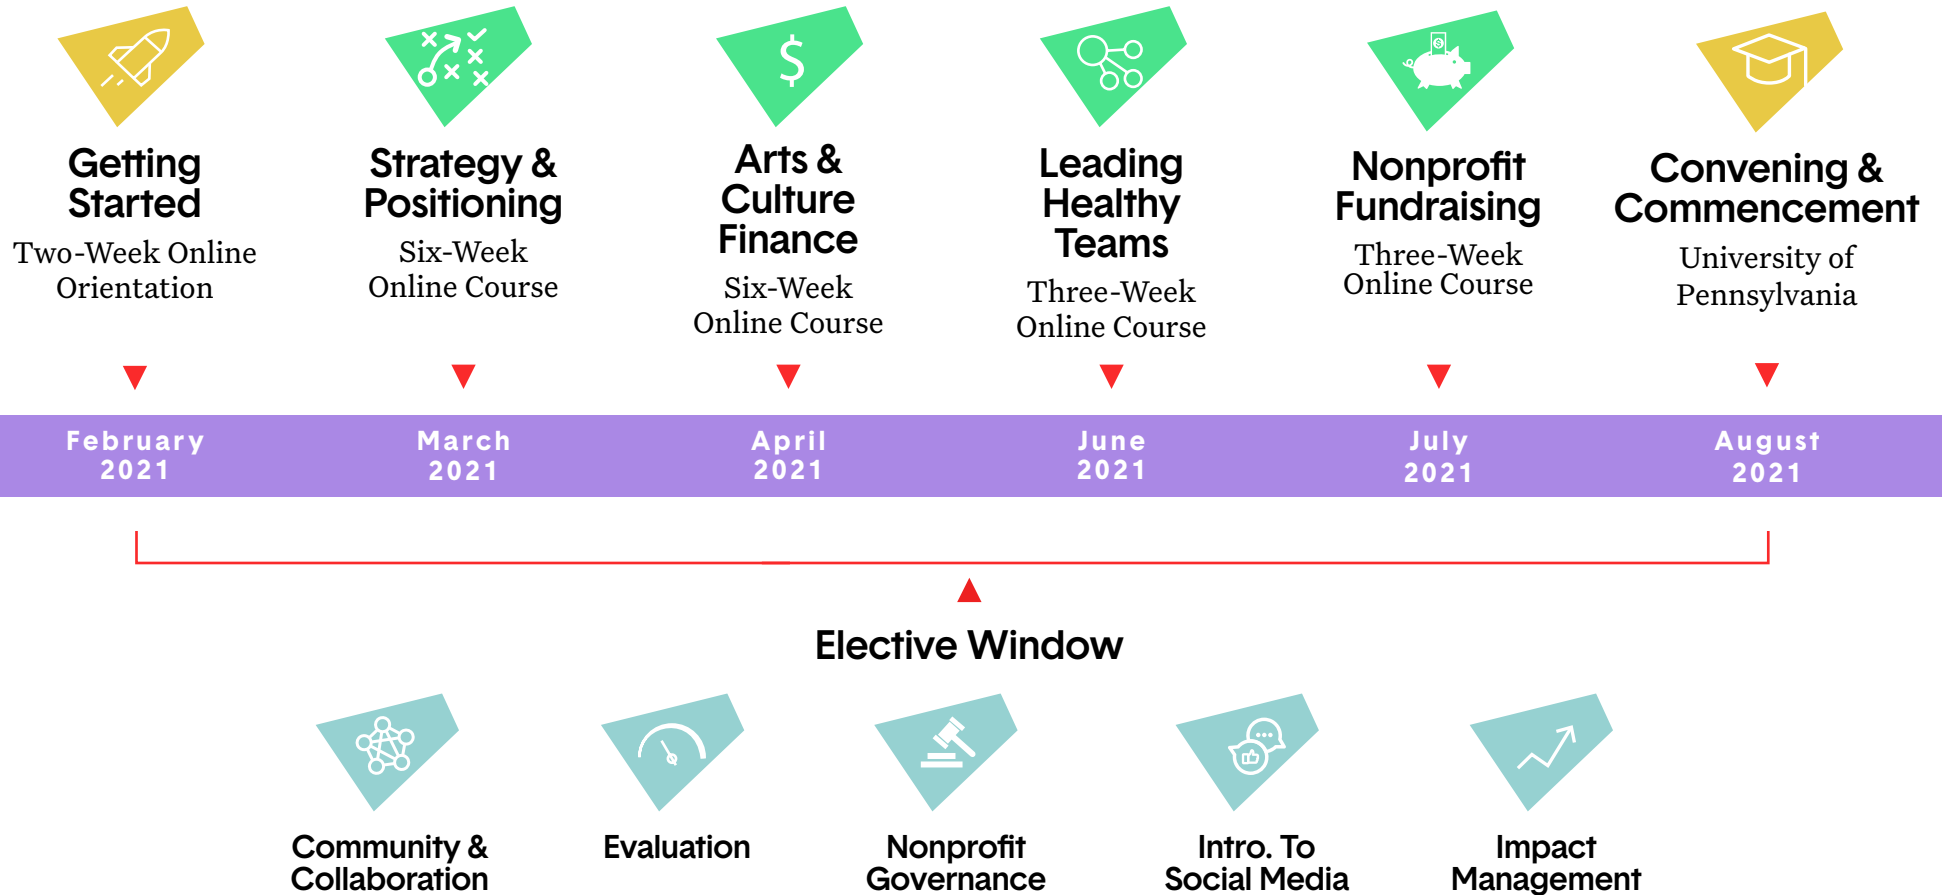 Getting
Started
Two-Week Online
Orientation
Strategy &
Positioning
Six-Week
Online Course
$
Arts &
Culture
Finance
Six-Week
Online Course
Leading
Healthy
Teams
Three-Week
Online Course
$
Nonprofit
Fundraising
Three-Week
Online Course
Convening &
Commencement
University of
Pennsylvania
February
2021
March
2021
April
2021
June
2021
July
2021
August
2021
Elective Window
Community &
Collaboration
Evaluation
Nonprofit
Governance
Intro. To
Social Media
Impact
Management